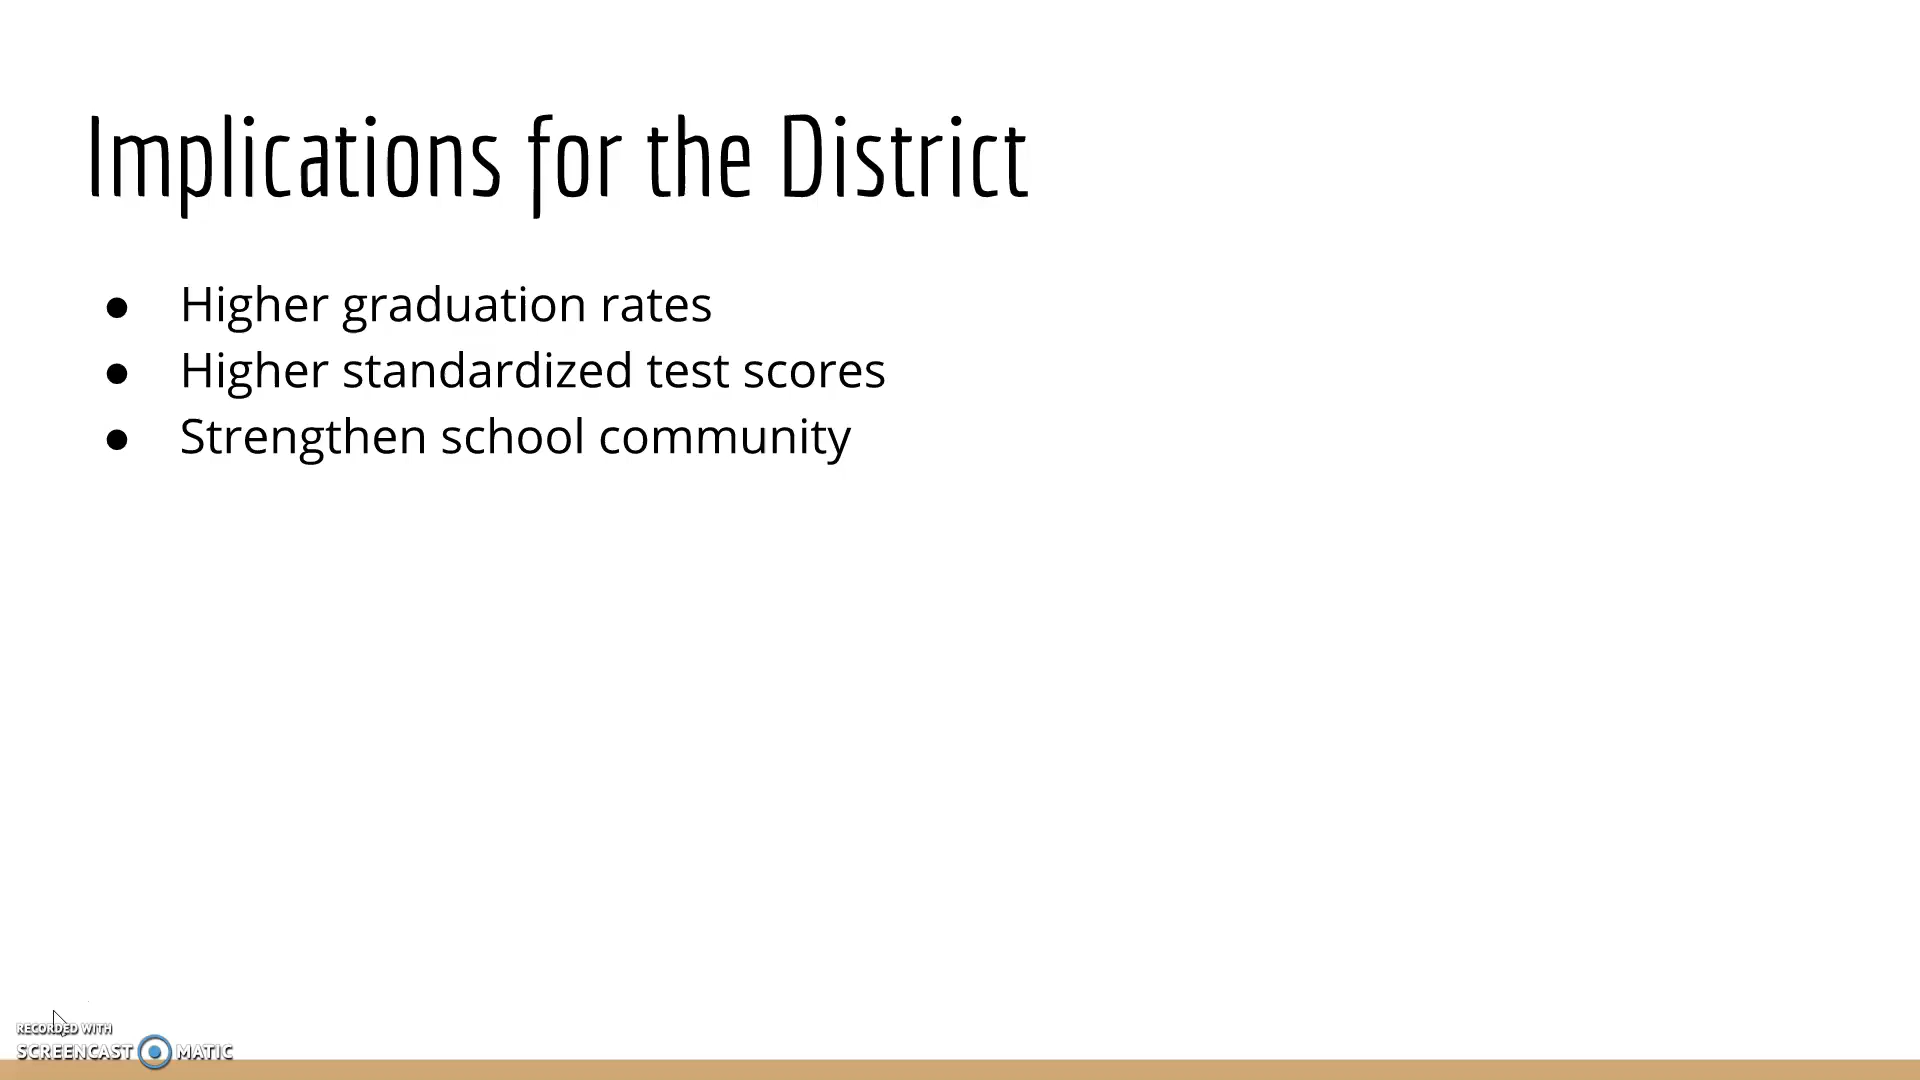 Implications for the District
● Higher graduation rates
● Higher standardized test scores
● Strengthen school community
RECORDED WITH
SCREENCAST MATIC